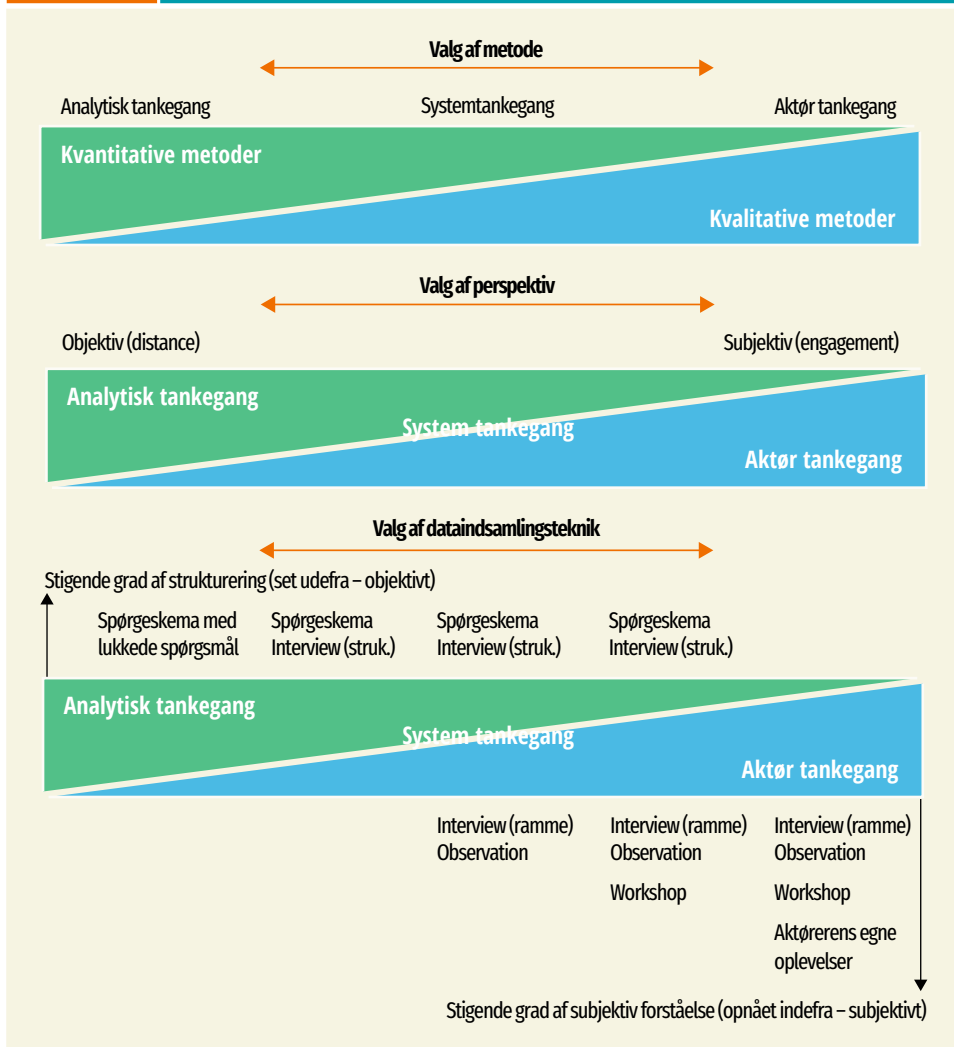 Valg af metode
Analytisk tankegang
Systemtankegang
Aktør tankegang
Kvantitative metoder
Kvalitative metoder
Valg af perspektiv
Objektiv (distance)
Subjektiv (engagement)
Analytisk tankegang
System tankegang
Aktør tankegang
Valg af dataindsamlingsteknik
Stigende grad af strukturering (set udefra – objektivt)
Spørgeskema med
lukkede spørgsmål
Spørgeskema
Interview (struk.)
Spørgeskema
Interview (struk.)
Spørgeskema
Interview (struk.)
Analytisk tankegang
System tankegang
Aktør tankegang
Interview (ramme)
Observation
Interview (ramme)
Observation
Workshop
Interview (ramme)
Observation
Workshop
Aktørerens egne
oplevelser
Stigende grad af subjektiv forståelse (opnået indefra – subjektivt)